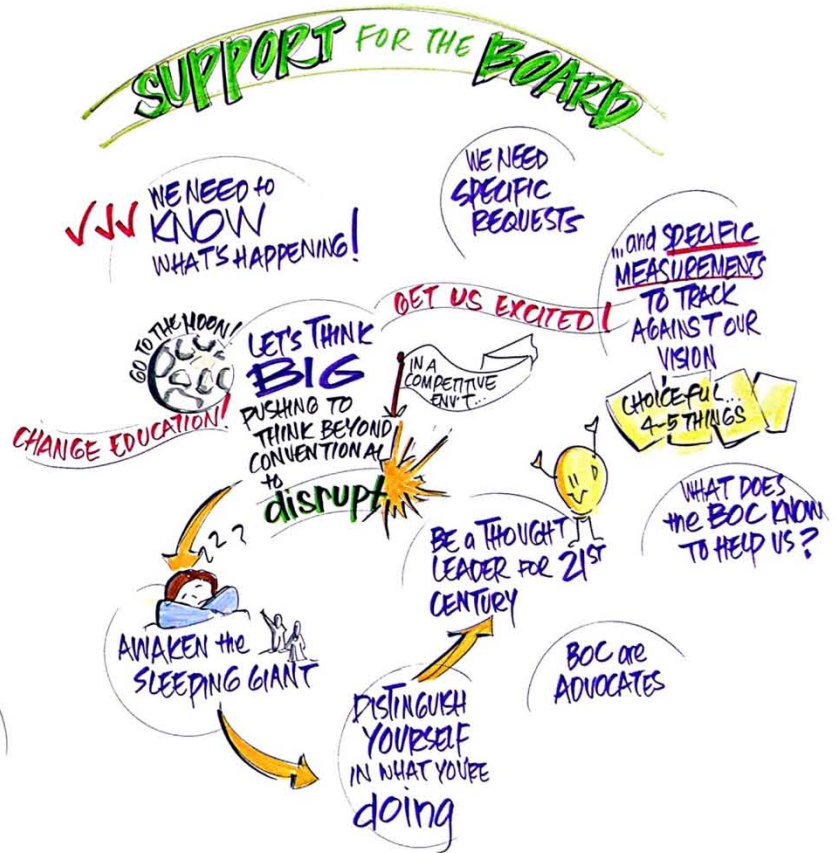 SUPPORT FOR THE BOARD
WE NEED to
KNOW
WHAT'S HAPPENING!
WE NEED
SPECIFIC
REQUESTS
...and SPECIFIC
MEASUREMENTS
TO TRACK
AGAINST OUR
VISION
GET US EXCITED!
GO TO THE MOON!
LET'S THINK
BIG
PUSHING TO
THINK BEYOND
CONVENTIONAL
to
disrupt
IN A
COMPETITIVE
ENV'T...
CHANGE EDUCATION!
CHOICEFUL...
4-5 THINGS
WHAT DOES
the BOC KNOW
TO HELP US?
BE a THOUGHT
LEADER FOR 21ST
CENTURY
???
AWAKEN the
SLEEPING GIANT
BOC are
ADVOCATES
DISTINGUISH
YOURSELF
IN WHAT YOU'RE
doing